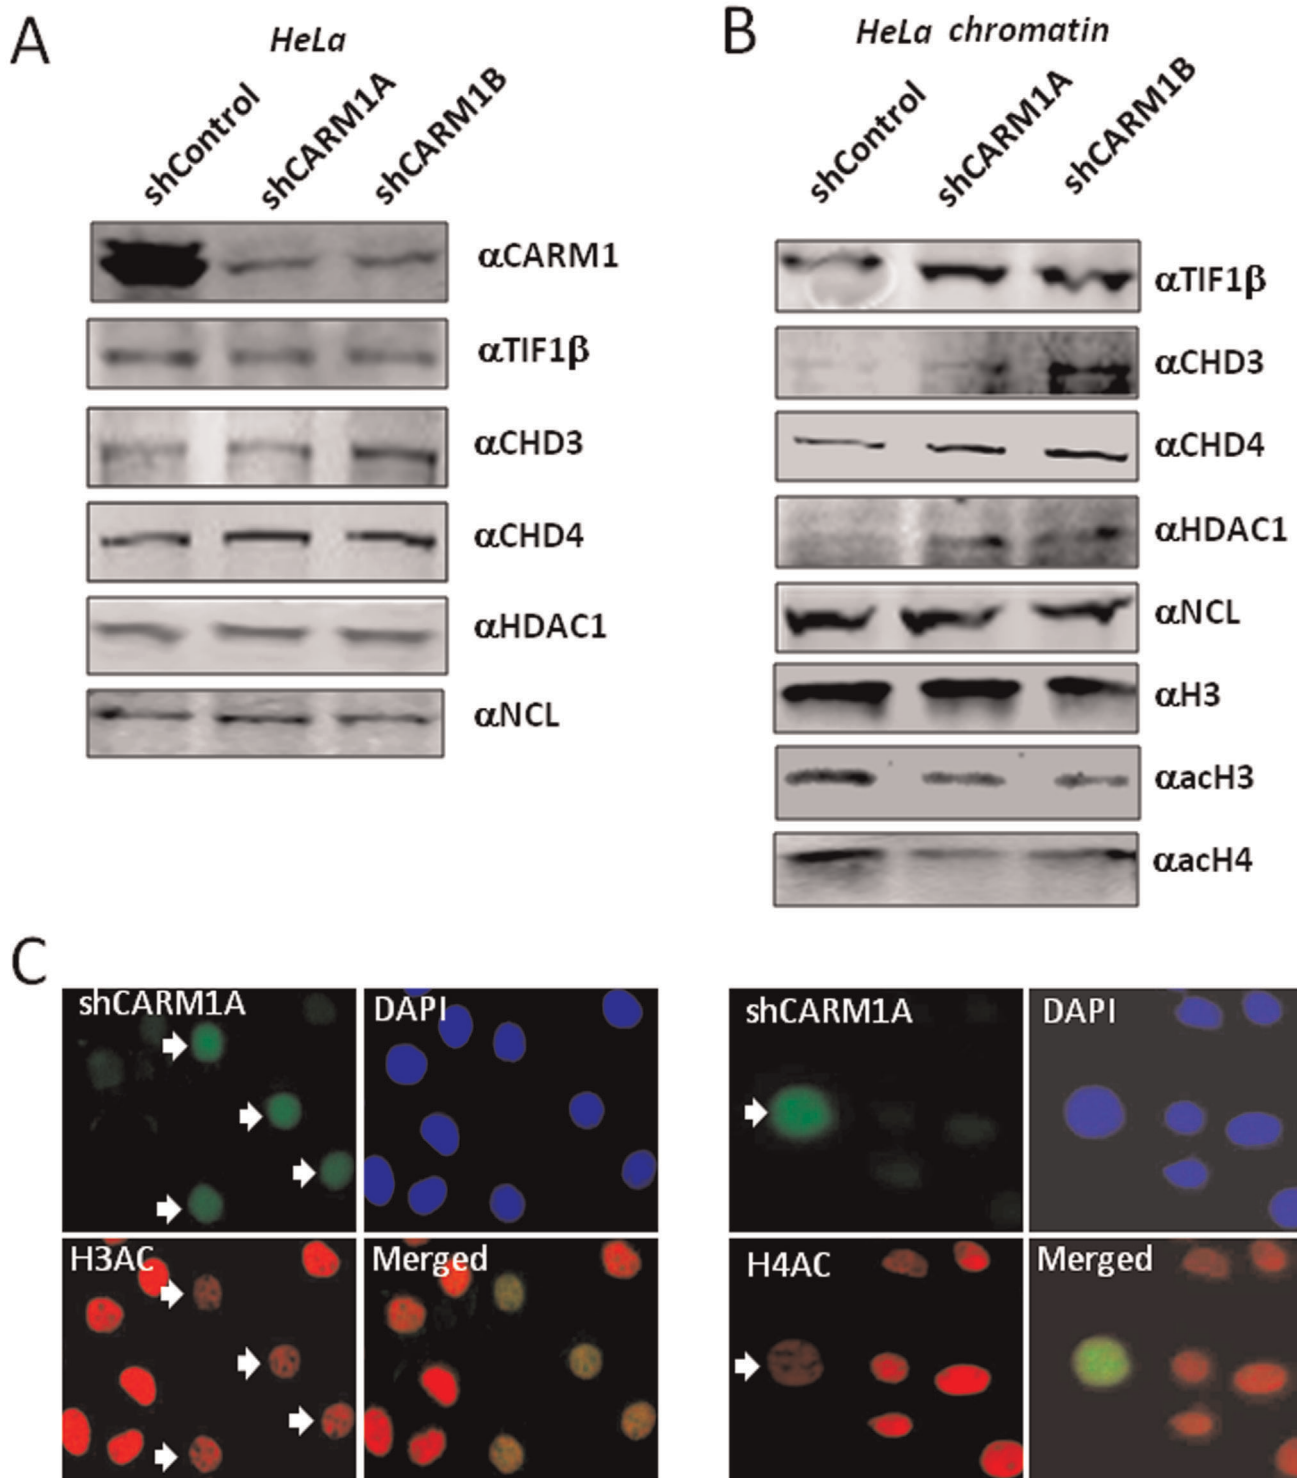 A
HeLa
shControl
shCARM1A
shCARM1B
αCARM1
αTIF1β
αCHD3
αCHD4
αHDAC1
αNCL
B
HeLa chromatin
shControl
shCARM1A
shCARM1B
αTIF1β
αCHD3
αCHD4
αHDAC1
αNCL
αH3
αacH3
αacH4
C
shCARM1A
DAPI
H3AC
Merged
shCARM1A
DAPI
H4AC
Merged